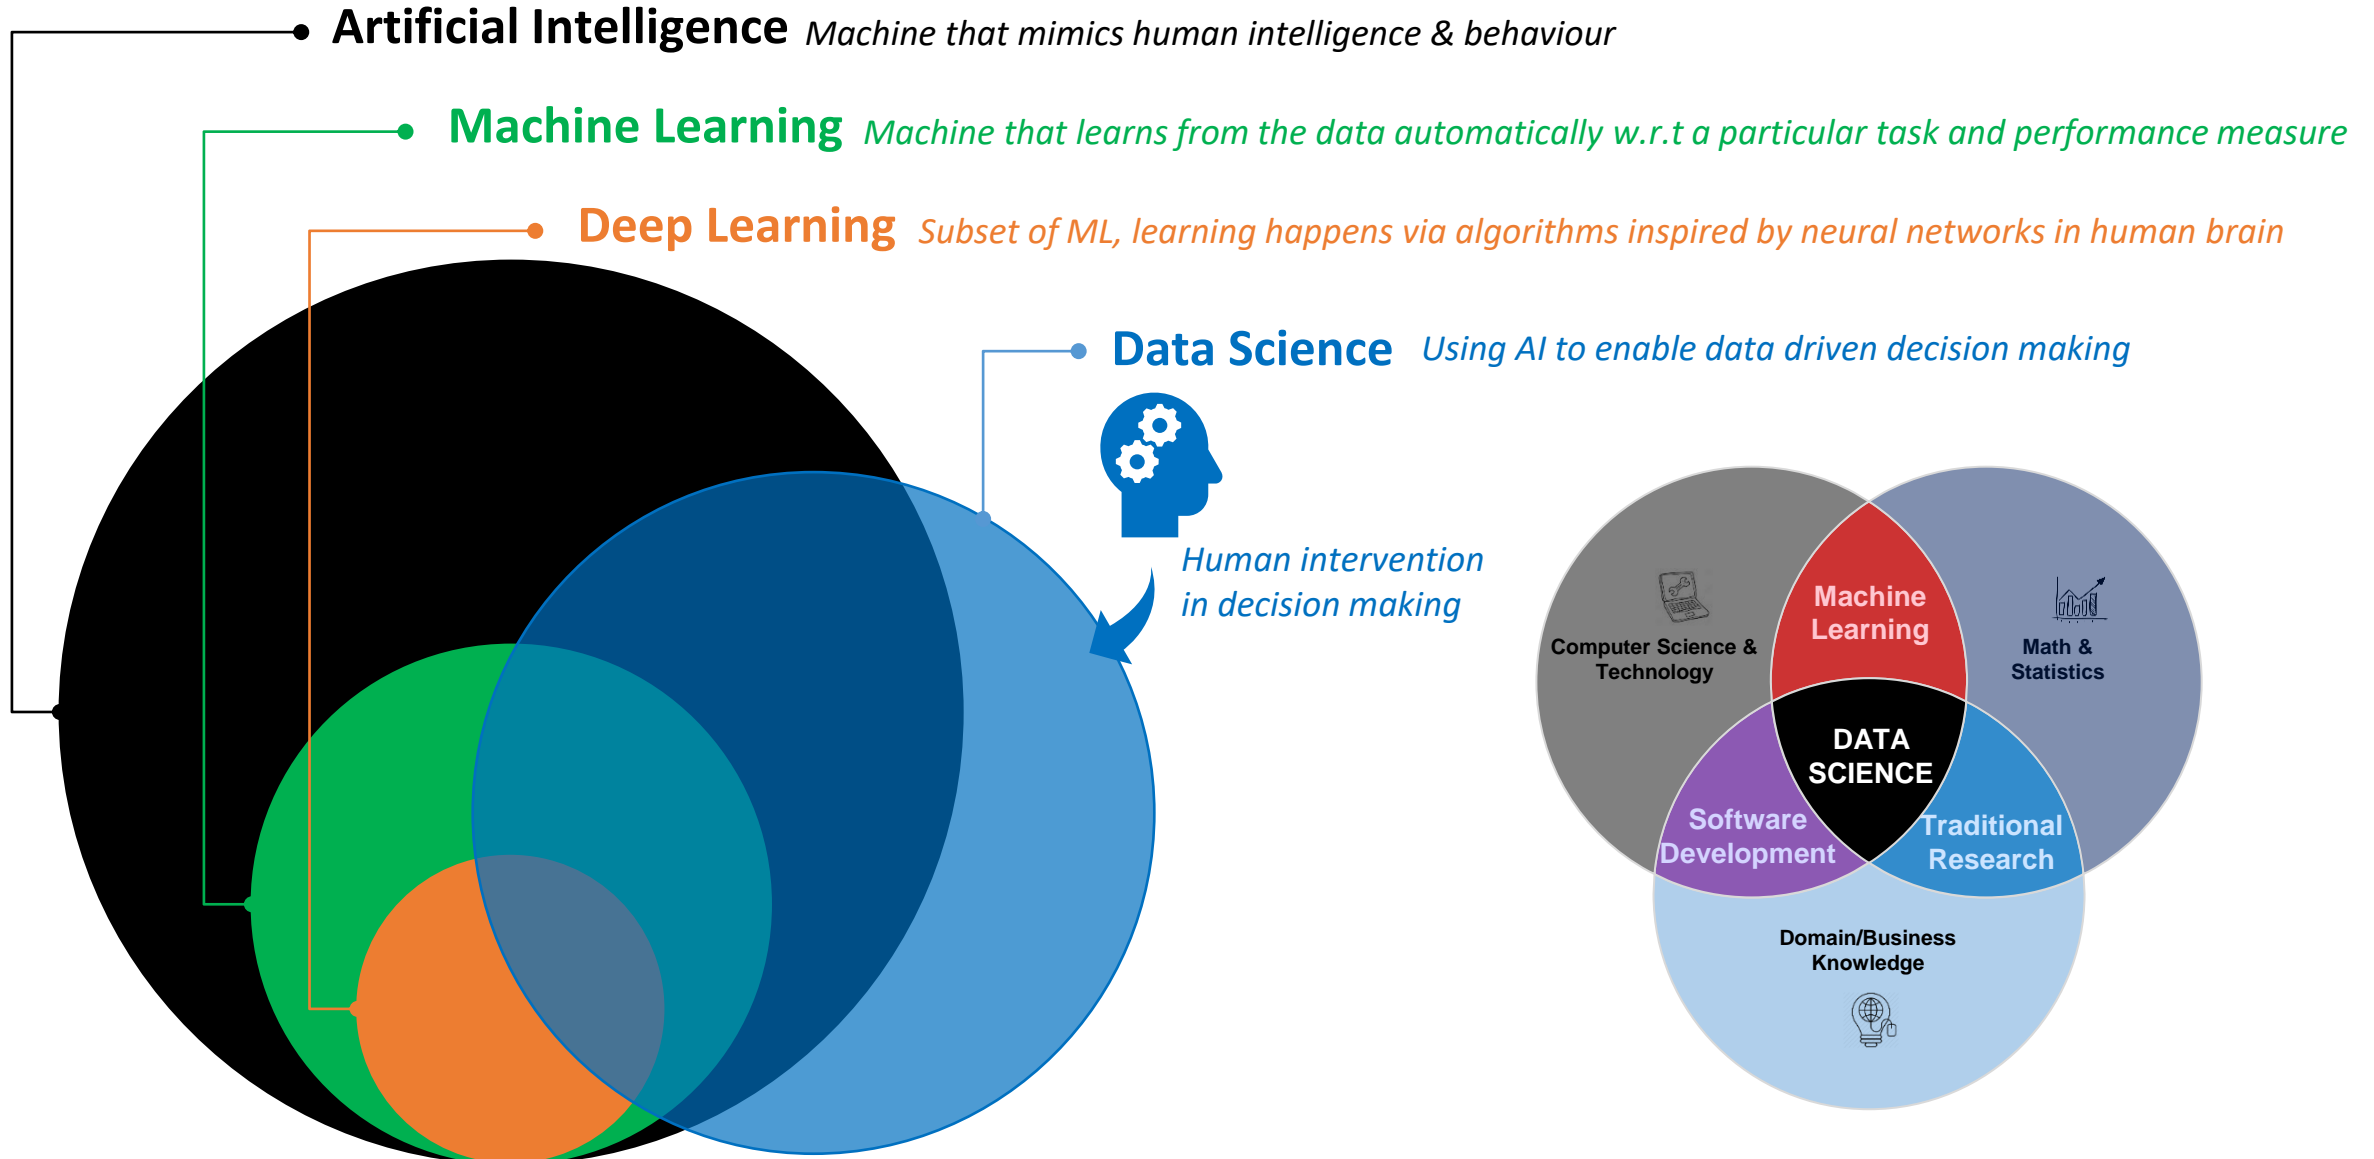 Artificial Intelligence Machine that mimics human intelligence & behaviour
Machine Learning Machine that learns from the data automatically w.r.t a particular task and performance measure
Deep Learning Subset of ML, learning happens via algorithms inspired by neural networks in human brain
Data Science Using AI to enable data driven decision making
Human intervention
in decision making
Computer Science &
Technology
Machine
Learning
Math &
Statistics
DATA
SCIENCE
Software
Development
Traditional
Research
Domain/Business
Knowledge